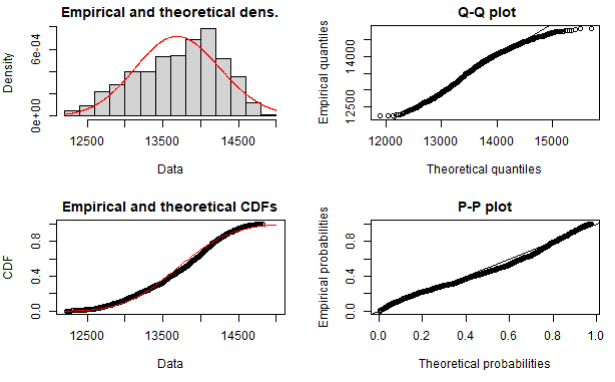 Empirical and theoretical dens.
Density
0e+00
6e-04
12500
13500
14500
Data
Q-Q plot
Empirical quantiles
12500
14000
12000
13000
14000
15000
Theoretical quantiles
Empirical and theoretical CDFs
CDF
0.0
0.4
0.8
12500
13500
14500
Data
P-P plot
Empirical probabilities
0.0
0.4
0.8
0.0
0.2
0.4
0.6
0.8
1.0
Theoretical probabilities